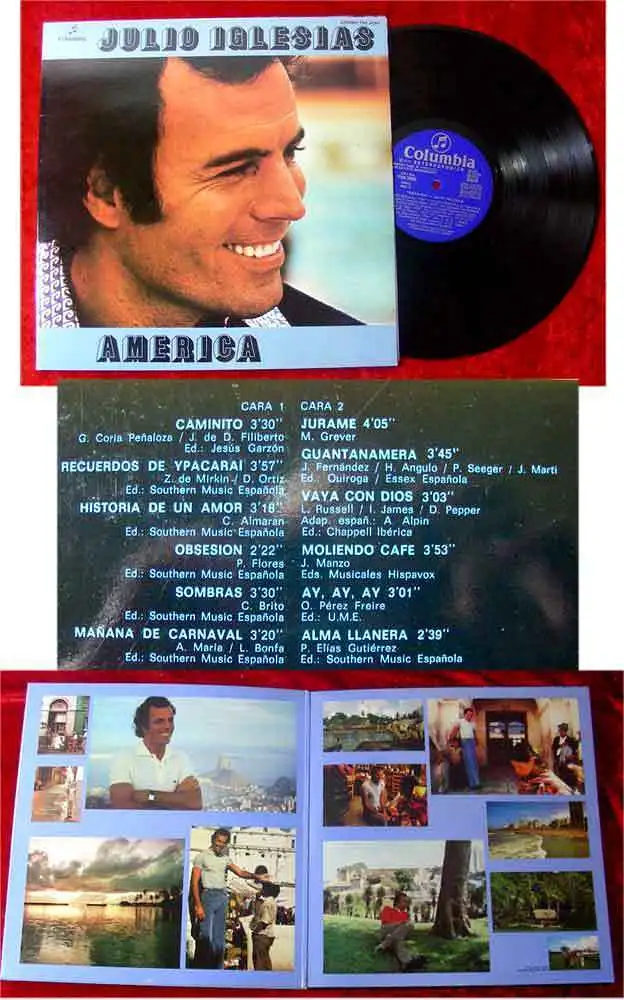 Columbia
JULIO IGLESIAS
AMERICA
Columbia
CARA 1
CAMINITO 3'30"
G. Coria Peñaloza / J. de D. Filiberto
Ed.: Jesús Garzón
RECUERDOS DE YPACARAI 3'57"
Z. de Mirkin / D. Ortiz
Ed.: Southern Music Española
HISTORIA DE UN AMOR 3'18"
C. Almaran
Ed.: Southern Music Española
OBSESION 2'22"
P. Flores
Ed.: Southern Music Española
SOMBRAS 3'30"
C. Brito
Ed.: Southern Music Española
MAÑANA DE CARNAVAL 3'20"
A. Maria / L. Bonfa
Ed.: Southern Music Española
CARA 2
JURAME 4'05"
M. Grever
GUANTANAMERA 3'45"
J. Fernández / H. Angulo / P. Seeger / J. Marti
Ed.: Quiroga / Essex Española
VAYA CON DIOS 3'03"
L. Russell / I. James / D. Pepper
Adap. españ.: A. Alpin
Ed.: Chappell Ibérica
MOLIENDO CAFE 3'53"
J. Manzo
Eds. Musicales Hispavox
AY, AY, AY 3'01"
O. Pérez Freire
Ed.: U.M.E.
ALMA LLANERA 2'39"
P. Elías Gutiérrez
Ed.: Southern Music Española